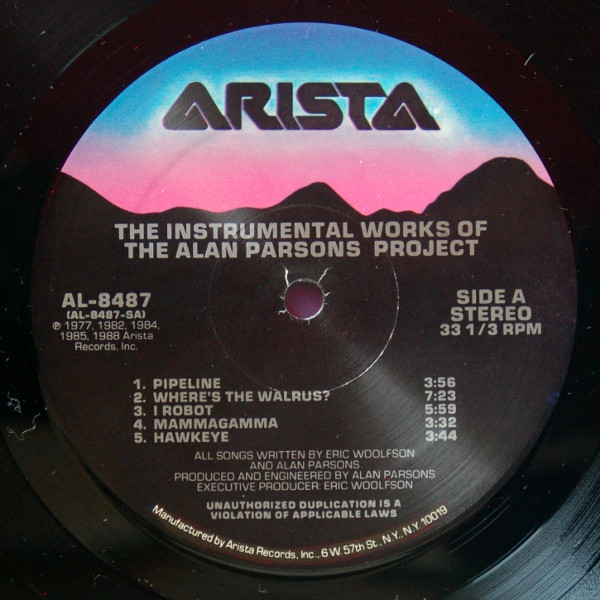 ARISTA
THE INSTRUMENTAL WORKS OF
THE ALAN PARSONS PROJECT
AL-8487
(AL-8487-SA)
℗ 1977, 1982, 1984,
1985, 1988 Arista
Records, Inc.
SIDE A
STEREO
33 1/3 RPM
1. PIPELINE 3:56
2. WHERE'S THE WALRUS? 7:23
3. I ROBOT 5:59
4. MAMMAGAMMA 3:32
5. HAWKEYE 3:44
ALL SONGS WRITTEN BY ERIC WOOLFSON
AND ALAN PARSONS
PRODUCED AND ENGINEERED BY ALAN PARSONS
EXECUTIVE PRODUCER: ERIC WOOLFSON
UNAUTHORIZED DUPLICATION IS A
VIOLATION OF APPLICABLE LAWS
Manufactured by Arista Records, Inc., 6 W. 57th St., N.Y., N.Y. 10019